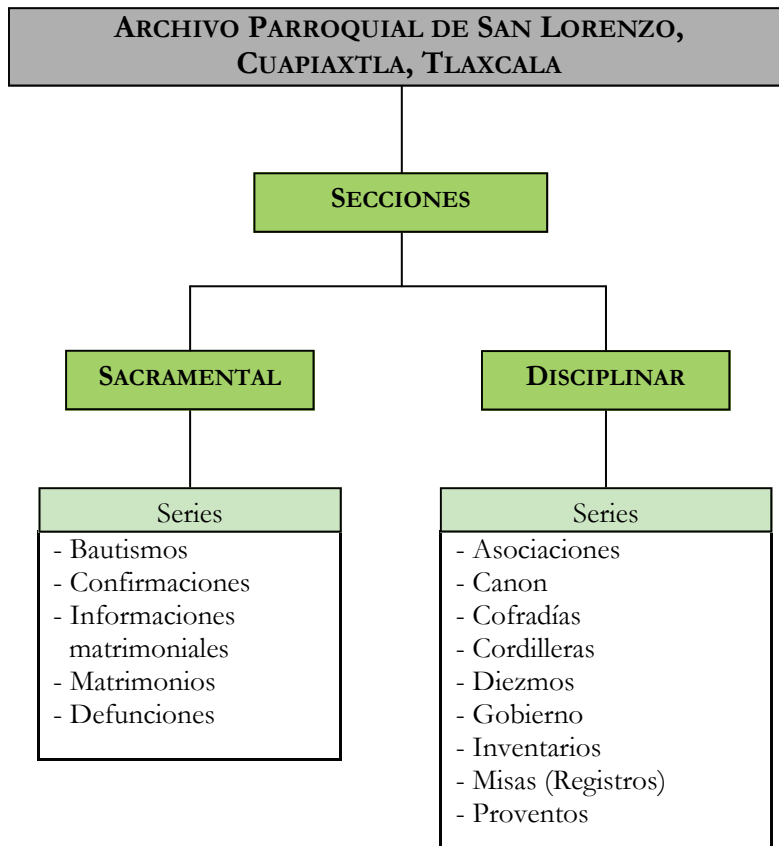 ARCHIVO PARROQUIAL DE SAN LORENZO,
CUAPIAXTLA, TLAXCALA
SECCIONES
SACRAMENTAL
DISCIPLINAR
Series
- Bautismos
- Confirmaciones
- Informaciones
matrimoniales
- Matrimonios
- Defunciones
Series
- Asociaciones
- Canon
- Cofradías
- Cordilleras
- Diezmos
- Gobierno
- Inventarios
- Misas (Registros)
- Proventos